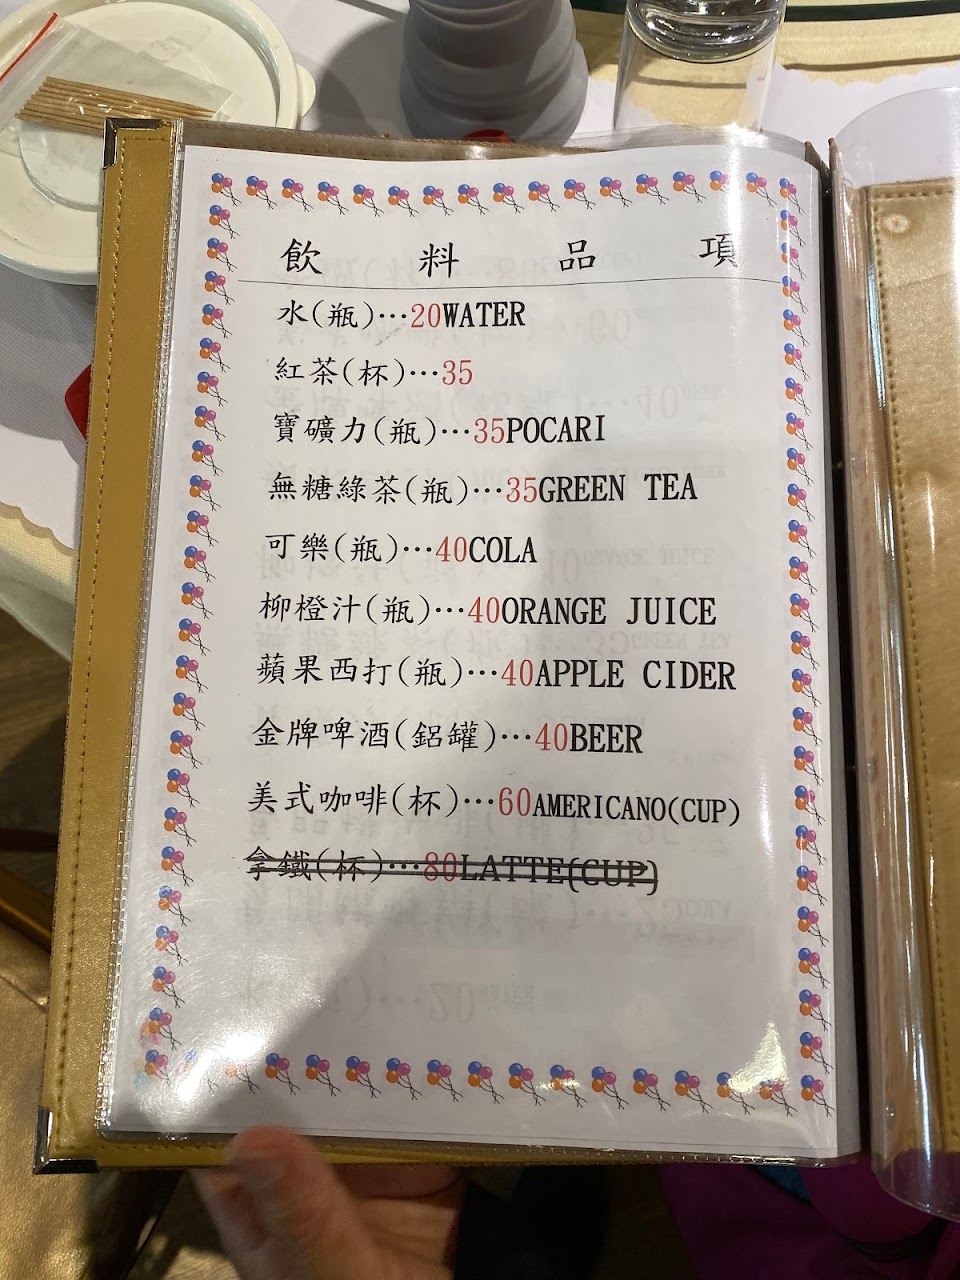 飲料品項
水(瓶)…20WATER
紅茶(杯)…35
寶礦力(瓶)…35POCARI
無糖綠茶(瓶)…35GREEN TEA
可樂(瓶)…40COLA
柳橙汁(瓶)…40ORANGE JUICE
蘋果西打(瓶)…40APPLE CIDER
金牌啤酒(鋁罐)…40BEER
美式咖啡(杯)…60AMERICANO(CUP)
拿鐵(杯)…80LATTE(CUP)